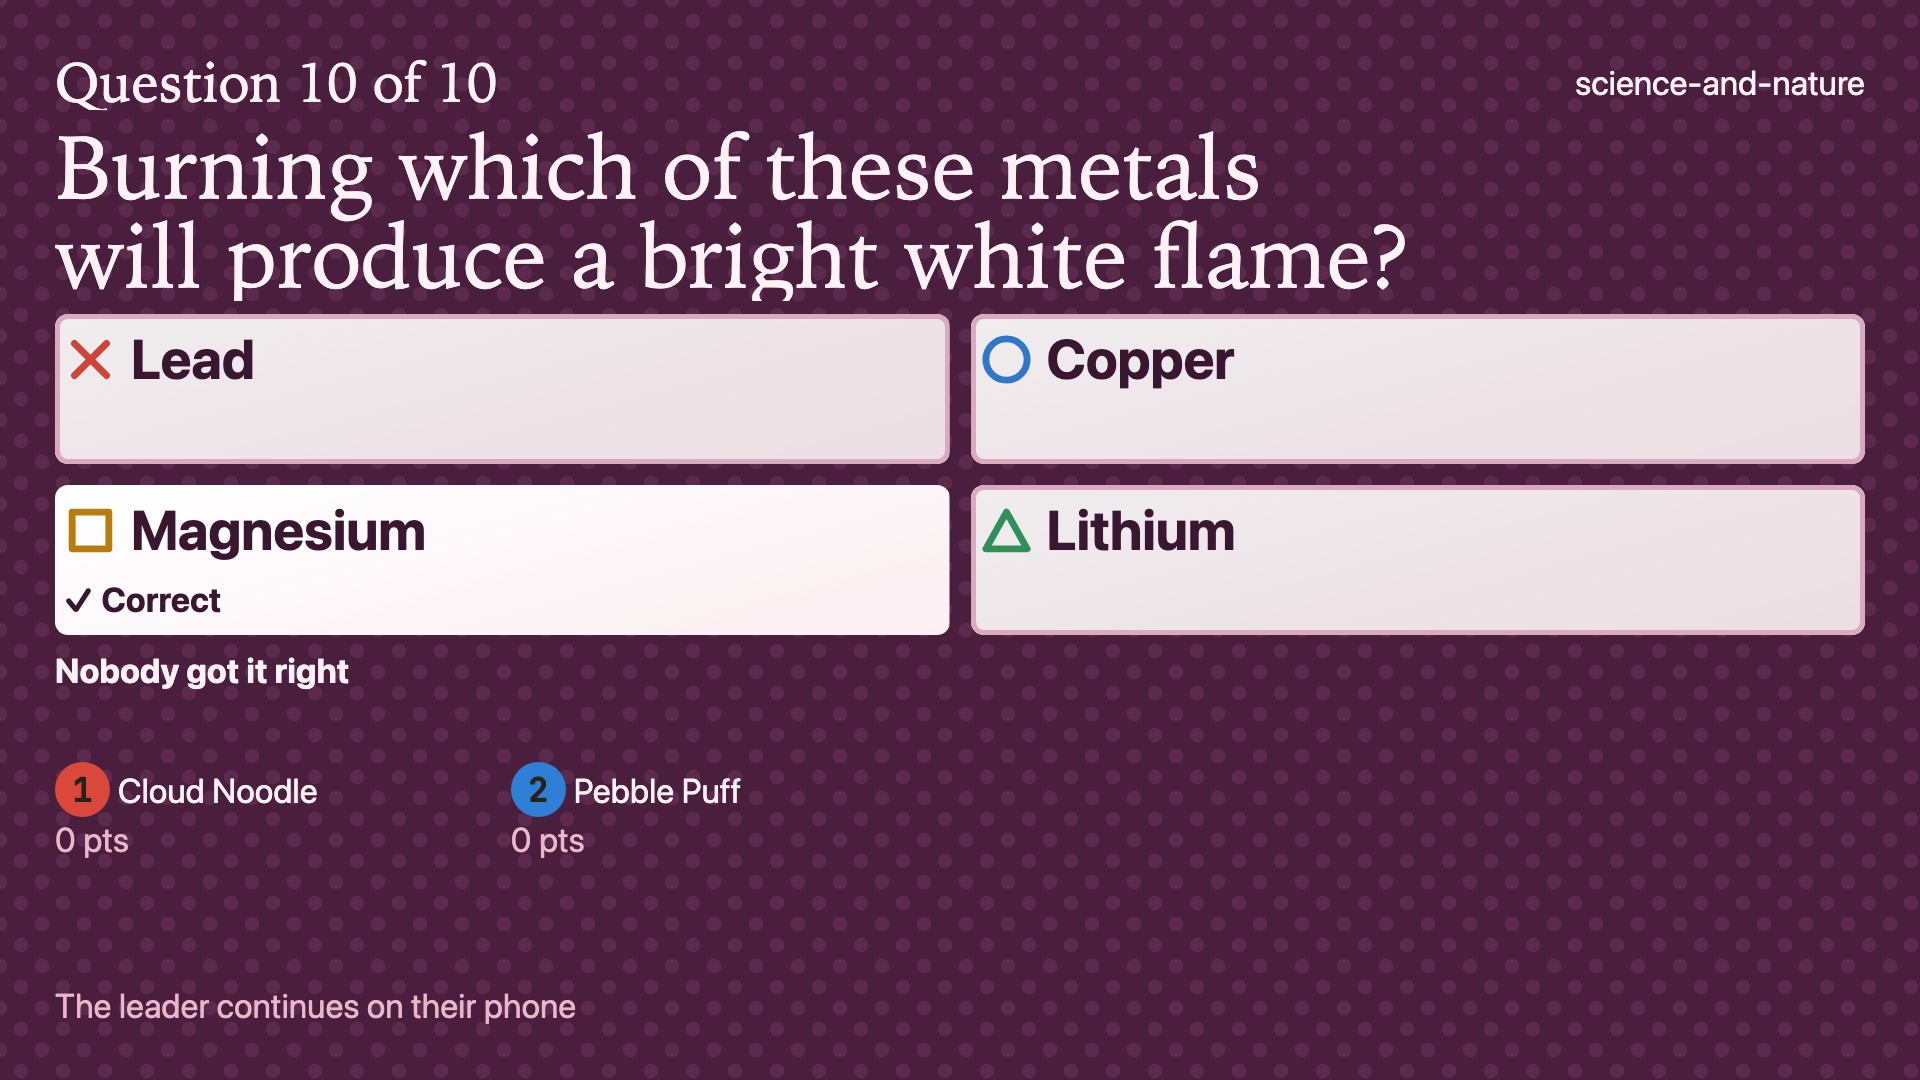 Question 10 of 10
science-and-nature
Burning which of these metals
will produce a bright white flame?
Lead
Copper
Magnesium
Correct
Lithium
Nobody got it right
1 Cloud Noodle
0 pts
2 Pebble Puff
0 pts
The leader continues on their phone